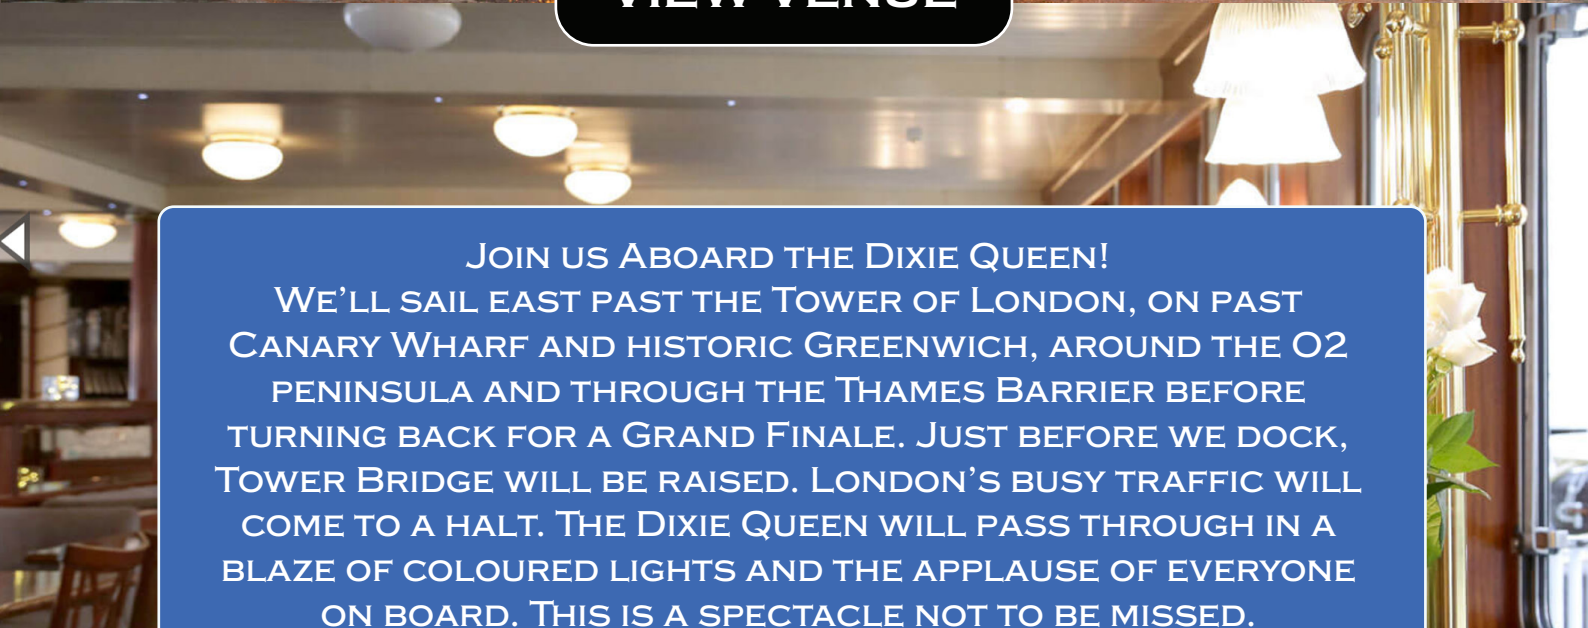 VIEW VENUE
Join us Aboard the Dixie Queen!
We'll sail east past the Tower of London, on past
Canary Wharf and historic Greenwich, around the O2
peninsula and through the Thames Barrier before
turning back for a Grand Finale. Just before we dock,
Tower Bridge will be raised. London's busy traffic will
come to a halt. The Dixie Queen will pass through in a
blaze of coloured lights and the applause of everyone
on board. This is a spectacle not to be missed.